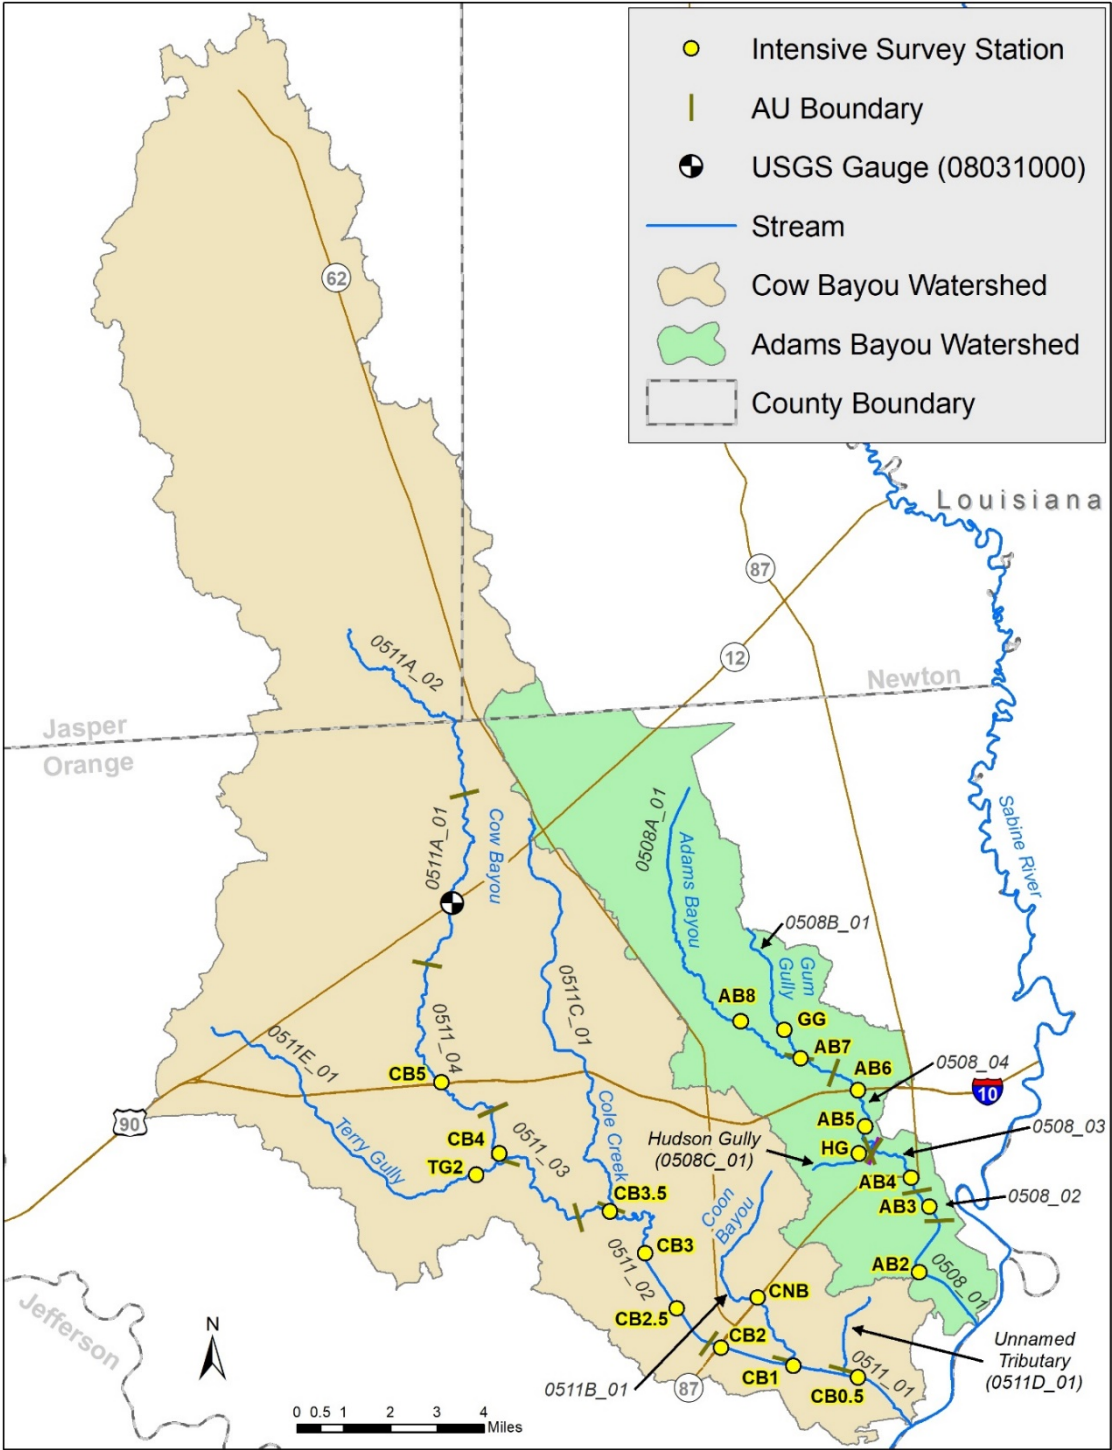 Intensive Survey Station
AU Boundary
USGS Gauge (08031000)
Stream
Cow Bayou Watershed
Adams Bayou Watershed
County Boundary
62
Louisiana
87
12
0511A_02
Newton
Jasper
Orange
Sabine River
0511A_01
Cow Bayou
0508A_01
Adams Bayou
0508B_01
Gum
Gully
0511C_01
AB8
GG
AB7
0511_04
0511E_01
CB5
AB6
0508_04
10
90
Terry Gully
Cole Creek
AB5
Hudson Gully
(0508C_01)
HG
0508_03
CB4
0511_03
TG2
AB4
0508_02
CB3.5
Coon
Bayou
AB3
CB3
0511_02
AB2
0508_01
CB2.5
CNB
Jefferson
N
CB2
Unnamed
Tributary
(0511D_01)
CB1
0511_01
CB0.5
0511B_01
87
0 0.5 1 2 3 4
Miles